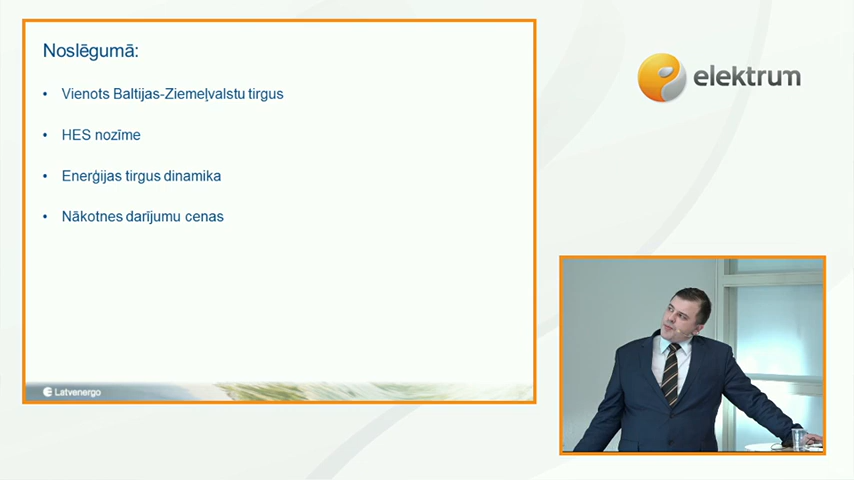 Noslēgumā:
• Vienots Baltijas-Ziemeļvalstu tirgus
• HES nozīme
• Enerģijas tirgus dinamika
• Nākotnes darījumu cenas
Latvenergo
elektrum